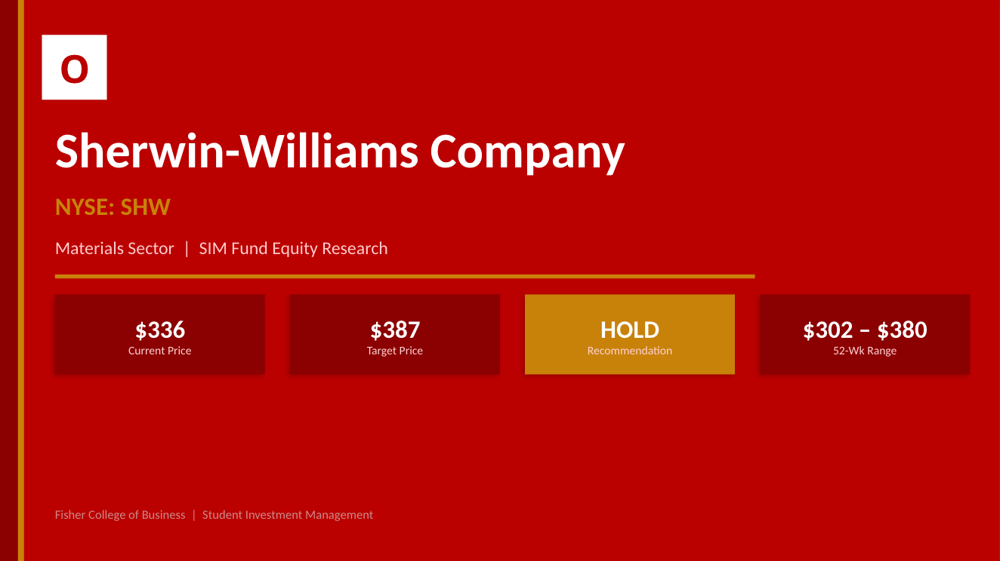 O
Sherwin-Williams Company
NYSE: SHW
Materials Sector | SIM Fund Equity Research
$336
Current Price
$387
Target Price
HOLD
Recommendation
$302 – $380
52-Wk Range
Fisher College of Business | Student Investment Management